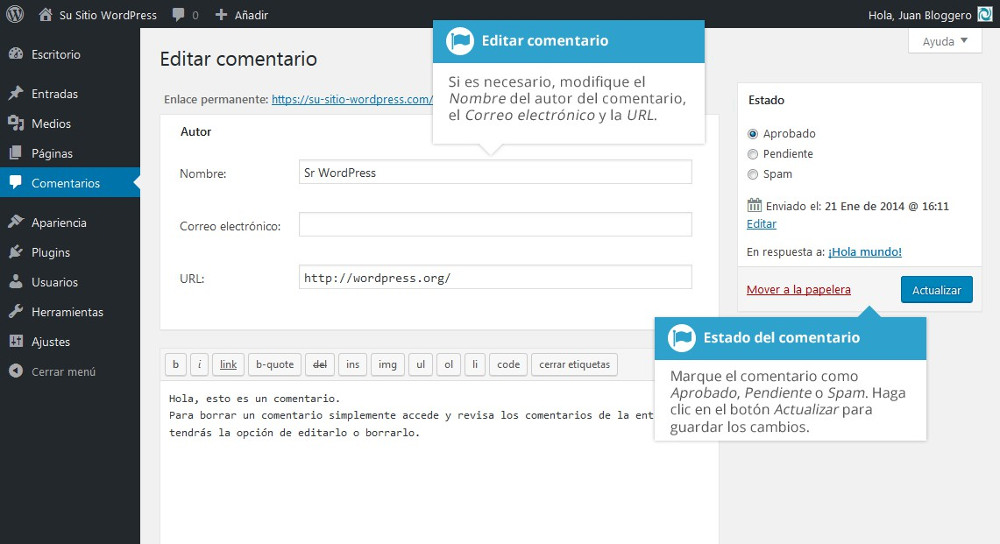 Su Sitio WordPress 0 Añadir
Hola, Juan Bloggero
Ayuda
Escritorio
Entradas
Medios
Páginas
Comentarios
Apariencia
Plugins
Usuarios
Herramientas
Ajustes
Cerrar menú
Editar comentario
Enlace permanente: https://su-sitio-wordpress.com/
Editar comentario
Si es necesario, modifique el
Nombre del autor del comentario,
el Correo electrónico y la URL.
Autor
Nombre: Sr WordPress
Correo electrónico:
URL: http://wordpress.org/
b i link b-quote del ins img ul ol li code cerrar etiquetas
Hola, esto es un comentario.
Para borrar un comentario simplemente accede y revisa los comentarios de la ent
tendrás la opción de editarlo o borrarlo.
Estado
Aprobado
Pendiente
Spam
Enviado el: 21 Ene de 2014 @ 16:11
Editar
En respuesta a: ¡Hola mundo!
Mover a la papelera Actualizar
Estado del comentario
Marque el comentario como
Aprobado, Pendiente o Spam. Haga
clic en el botón Actualizar para
guardar los cambios.